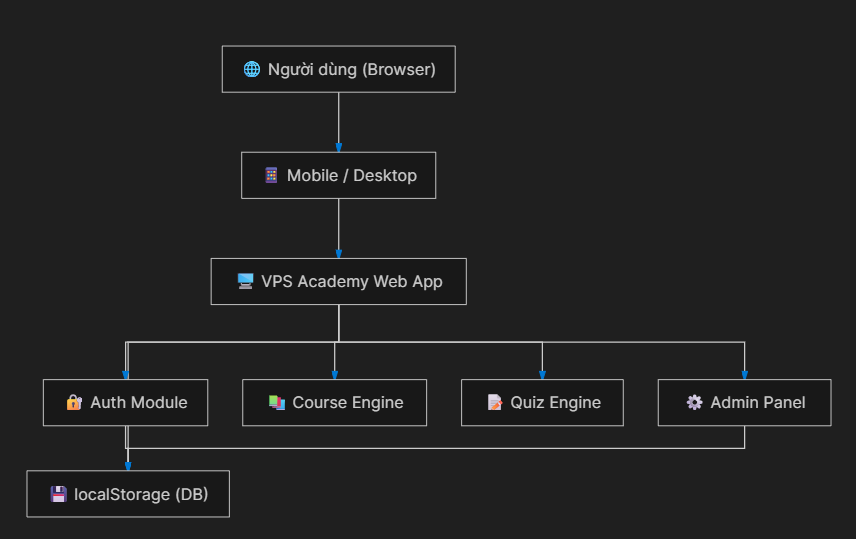 Người dùng (Browser)
Mobile / Desktop
VPS Academy Web App
Auth Module
Course Engine
Quiz Engine
Admin Panel
localStorage (DB)